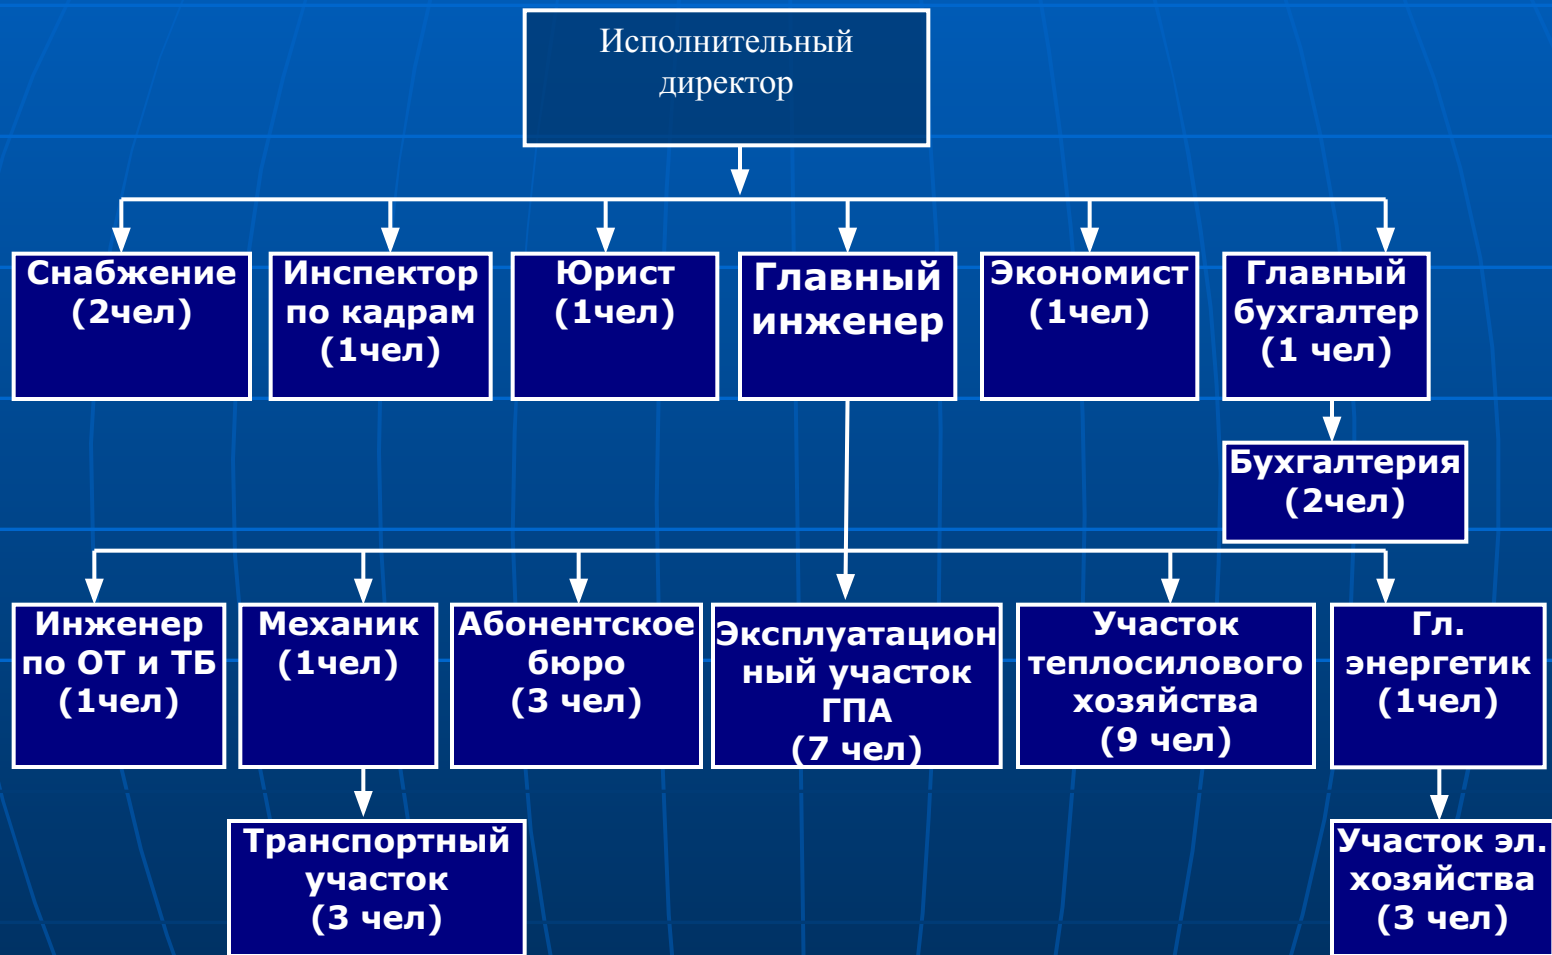 Исполнительный
директор
Снабжение
(2чел)
Инспектор
по кадрам
(1чел)
Юрист
(1чел)
Главный
инженер
Экономист
(1чел)
Главный
бухгалтер
(1 чел)
Бухгалтерия
(2чел)
Инженер
по ОТ и ТБ
(1чел)
Механик
(1чел)
Абонентское
бюро
(3 чел)
Эксплуатацион
ный участок
ГПА
(7 чел)
Участок
теплосилового
хозяйства
(9 чел)
Гл.
энергетик
(1чел)
Транспортный
участок
(3 чел)
Участок эл.
хозяйства
(3 чел)